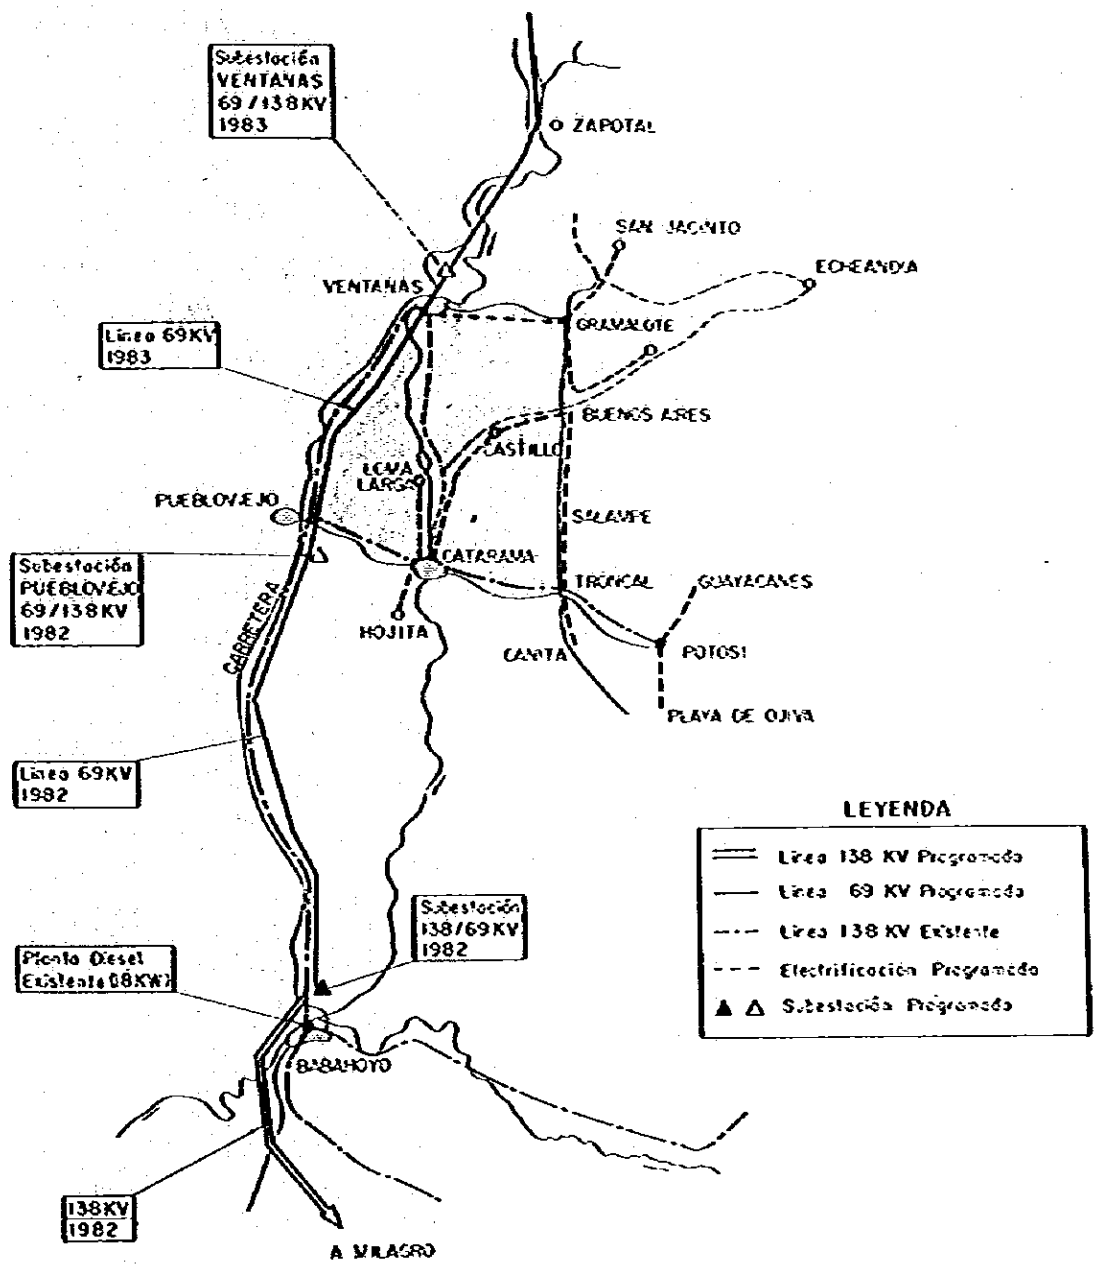 Subestación
VENTANAS
69/138KV
1983
ZAPOTAL
SAN JACINTO
ECHEANDIA
VENTANAS
GRAMALOTE
Linea 69KV
1983
BUENOS AIRES
CASTILLO
LOMA
LARGA
PUEBLOVIEJO
SALAMPE
CATARAMA
Subestación
PUEBLOVIEJO
69/138KV
1982
TRONCAL
GUAYACANES
CARRETERA
HOJITA
CANITA
POTOSI
PLAYA DE OJIVA
Linea 69KV
1982
LEYENDA
Linea 138 KV Programada
Linea 69 KV Programada
Linea 138 KV Existente
Electrificación Programada
Subestación Programada
Subestación
138/69KV
1982
Planta Diesel
Existente (18KW)
BABAHOYO
138KV
1982
A MILAGRO